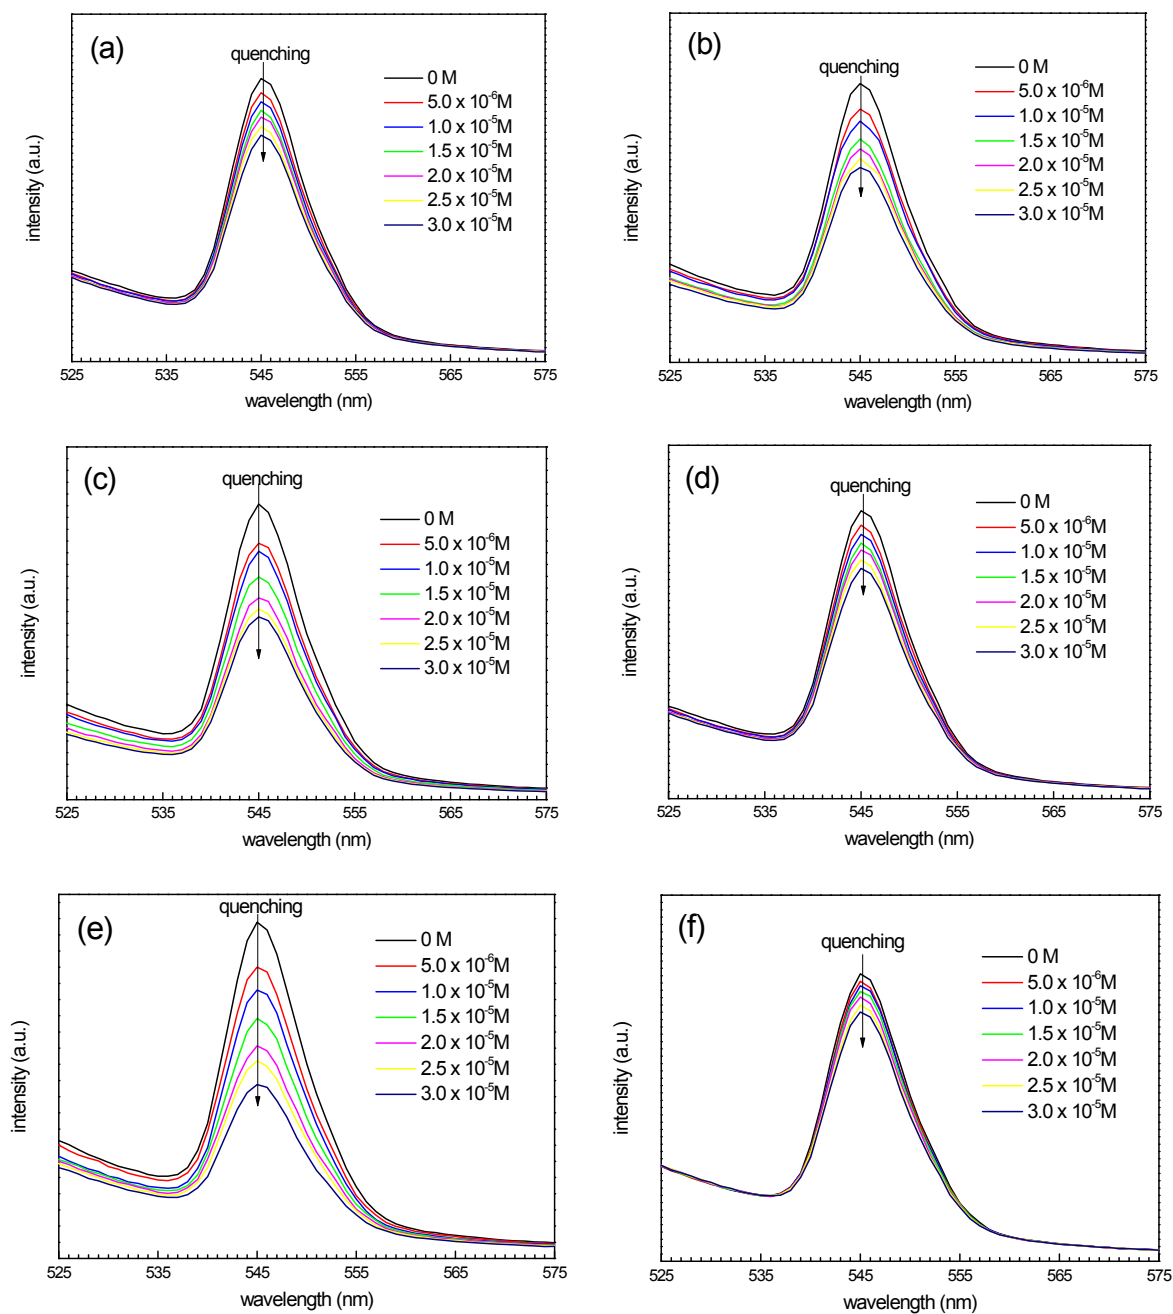 (a)
quenching
0 M
5.0 x 10⁻⁶M
1.0 x 10⁻⁵M
1.5 x 10⁻⁵M
2.0 x 10⁻⁵M
2.5 x 10⁻⁵M
3.0 x 10⁻⁵M
intensity (a.u.)
525 535 545 555 565 575
wavelength (nm)
(b)
quenching
0 M
5.0 x 10⁻⁶M
1.0 x 10⁻⁵M
1.5 x 10⁻⁵M
2.0 x 10⁻⁵M
2.5 x 10⁻⁵M
3.0 x 10⁻⁵M
intensity (a.u.)
525 535 545 555 565 575
wavelength (nm)
(c)
quenching
0 M
5.0 x 10⁻⁶M
1.0 x 10⁻⁵M
1.5 x 10⁻⁵M
2.0 x 10⁻⁵M
2.5 x 10⁻⁵M
3.0 x 10⁻⁵M
intensity (a.u.)
525 535 545 555 565 575
wavelength (nm)
(d)
quenching
0 M
5.0 x 10⁻⁶M
1.0 x 10⁻⁵M
1.5 x 10⁻⁵M
2.0 x 10⁻⁵M
2.5 x 10⁻⁵M
3.0 x 10⁻⁵M
intensity (a.u.)
525 535 545 555 565 575
wavelength (nm)
(e)
quenching
0 M
5.0 x 10⁻⁶M
1.0 x 10⁻⁵M
1.5 x 10⁻⁵M
2.0 x 10⁻⁵M
2.5 x 10⁻⁵M
3.0 x 10⁻⁵M
intensity (a.u.)
525 535 545 555 565 575
wavelength (nm)
(f)
quenching
0 M
5.0 x 10⁻⁶M
1.0 x 10⁻⁵M
1.5 x 10⁻⁵M
2.0 x 10⁻⁵M
2.5 x 10⁻⁵M
3.0 x 10⁻⁵M
intensity (a.u.)
525 535 545 555 565 575
wavelength (nm)